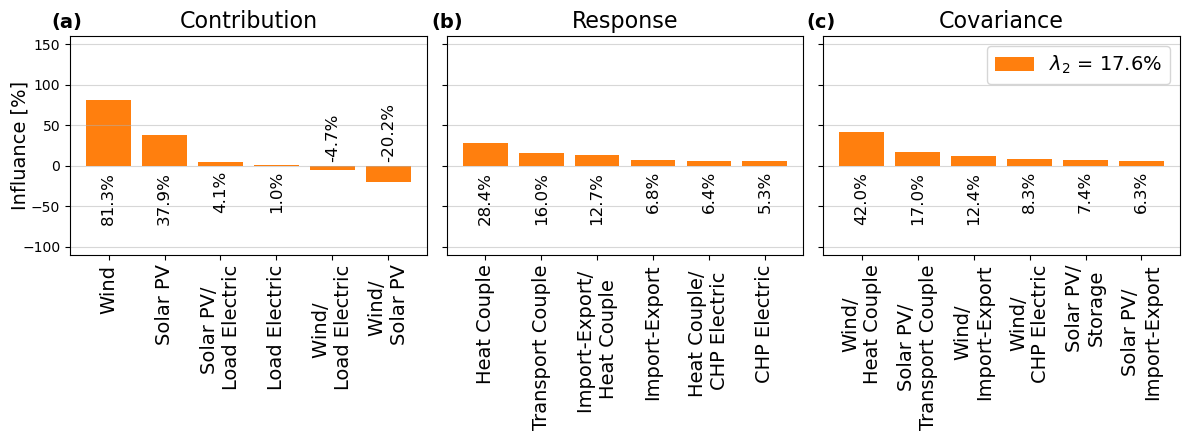 (a)
Contribution
(b)
Response
(c)
Covariance
Influance [%]
150
100
50
0
−50
−100
81.3%
37.9%
4.1%
1.0%
-4.7%
-20.2%
28.4%
16.0%
12.7%
6.8%
6.4%
5.3%
λ₂ = 17.6%
42.0%
17.0%
12.4%
8.3%
7.4%
6.3%
Wind
Solar PV
Solar PV/
Load Electric
Load Electric
Wind/
Load Electric
Wind/
Solar PV
Heat Couple
Transport Couple
Import-Export/
Heat Couple
Import-Export
Heat Couple/
CHP Electric
CHP Electric
Wind/
Heat Couple
Solar PV/
Transport Couple
Wind/
Import-Export
Wind/
CHP Electric
Solar PV/
Storage
Solar PV/
Import-Export